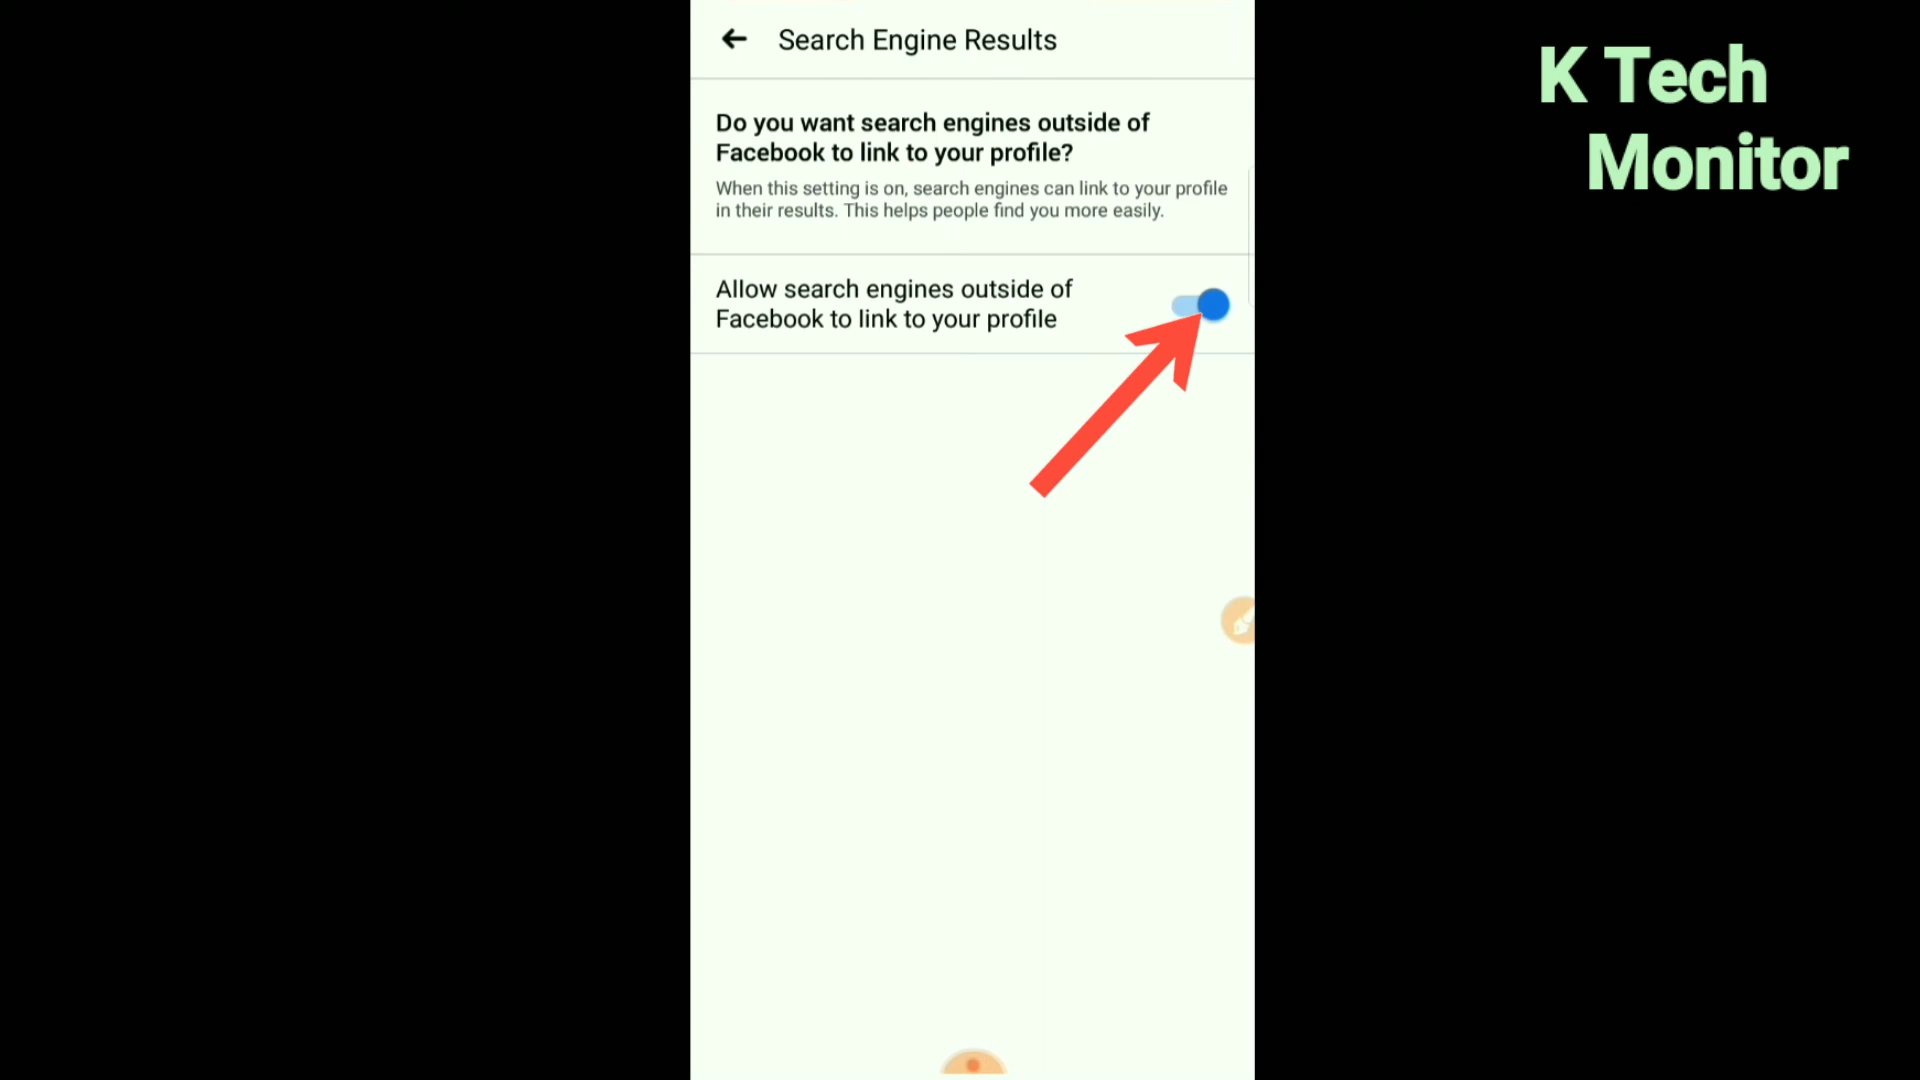 Search Engine Results
Do you want search engines outside of
Facebook to link to your profile?
When this setting is on, search engines can link to your profile
in their results. This helps people find you more easily.
Allow search engines outside of
Facebook to link to your profile
K Tech
Monitor